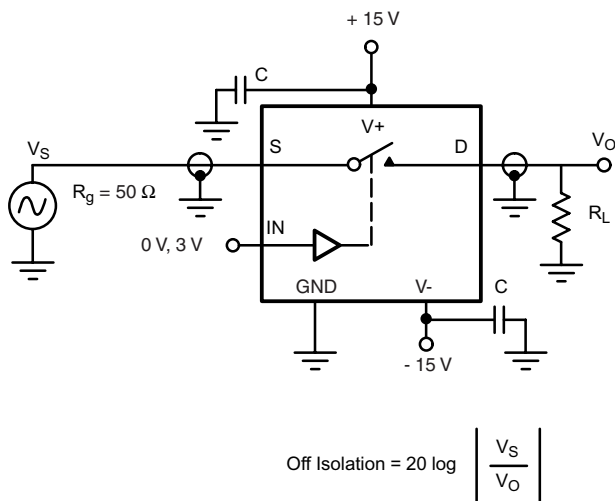 + 15 V
C
V+
V_S
S
D
V_O
R_g = 50 Ω
R_L
IN
0 V, 3 V
GND
V-
C
- 15 V
Off Isolation = 20 log | V_S / V_O |